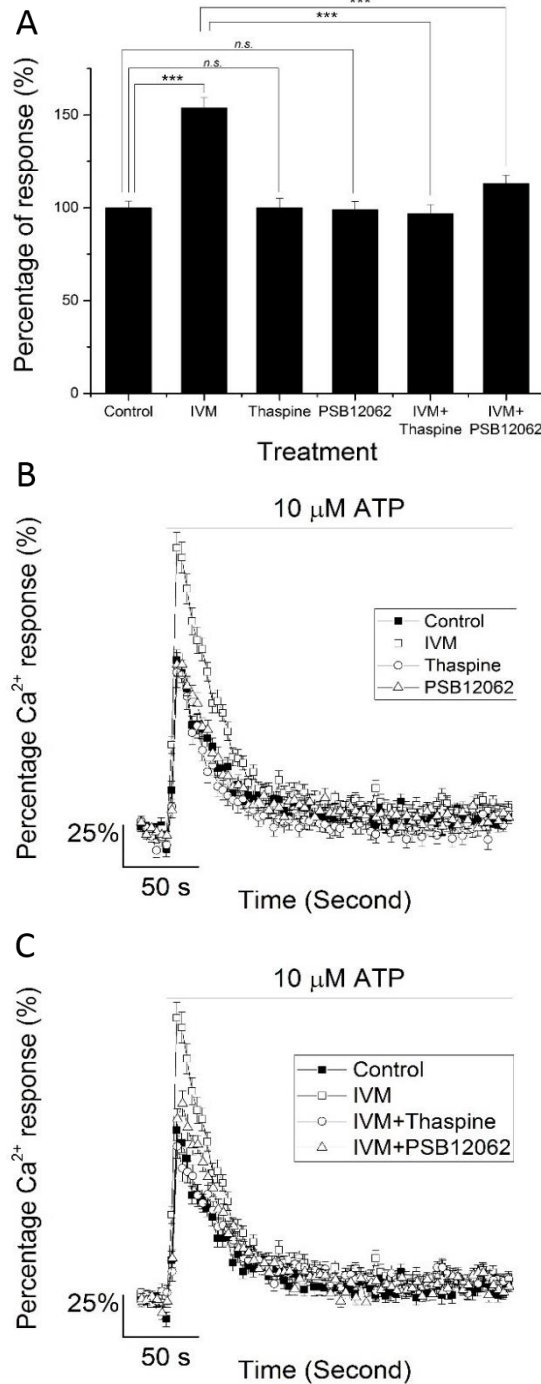 A
***
***
n.s.
n.s.
***
Percentage of response (%)
150
100
50
0
Control
IVM
Thaspine
PSB12062
IVM+
Thaspine
IVM+
PSB12062
Treatment
B
10 μM ATP
Percentage Ca²⁺ response (%)
Control
IVM
Thaspine
PSB12062
25%
50 s
Time (Second)
C
10 μM ATP
Percentage Ca²⁺ response (%)
Control
IVM
IVM+Thaspine
IVM+PSB12062
25%
50 s
Time (Second)